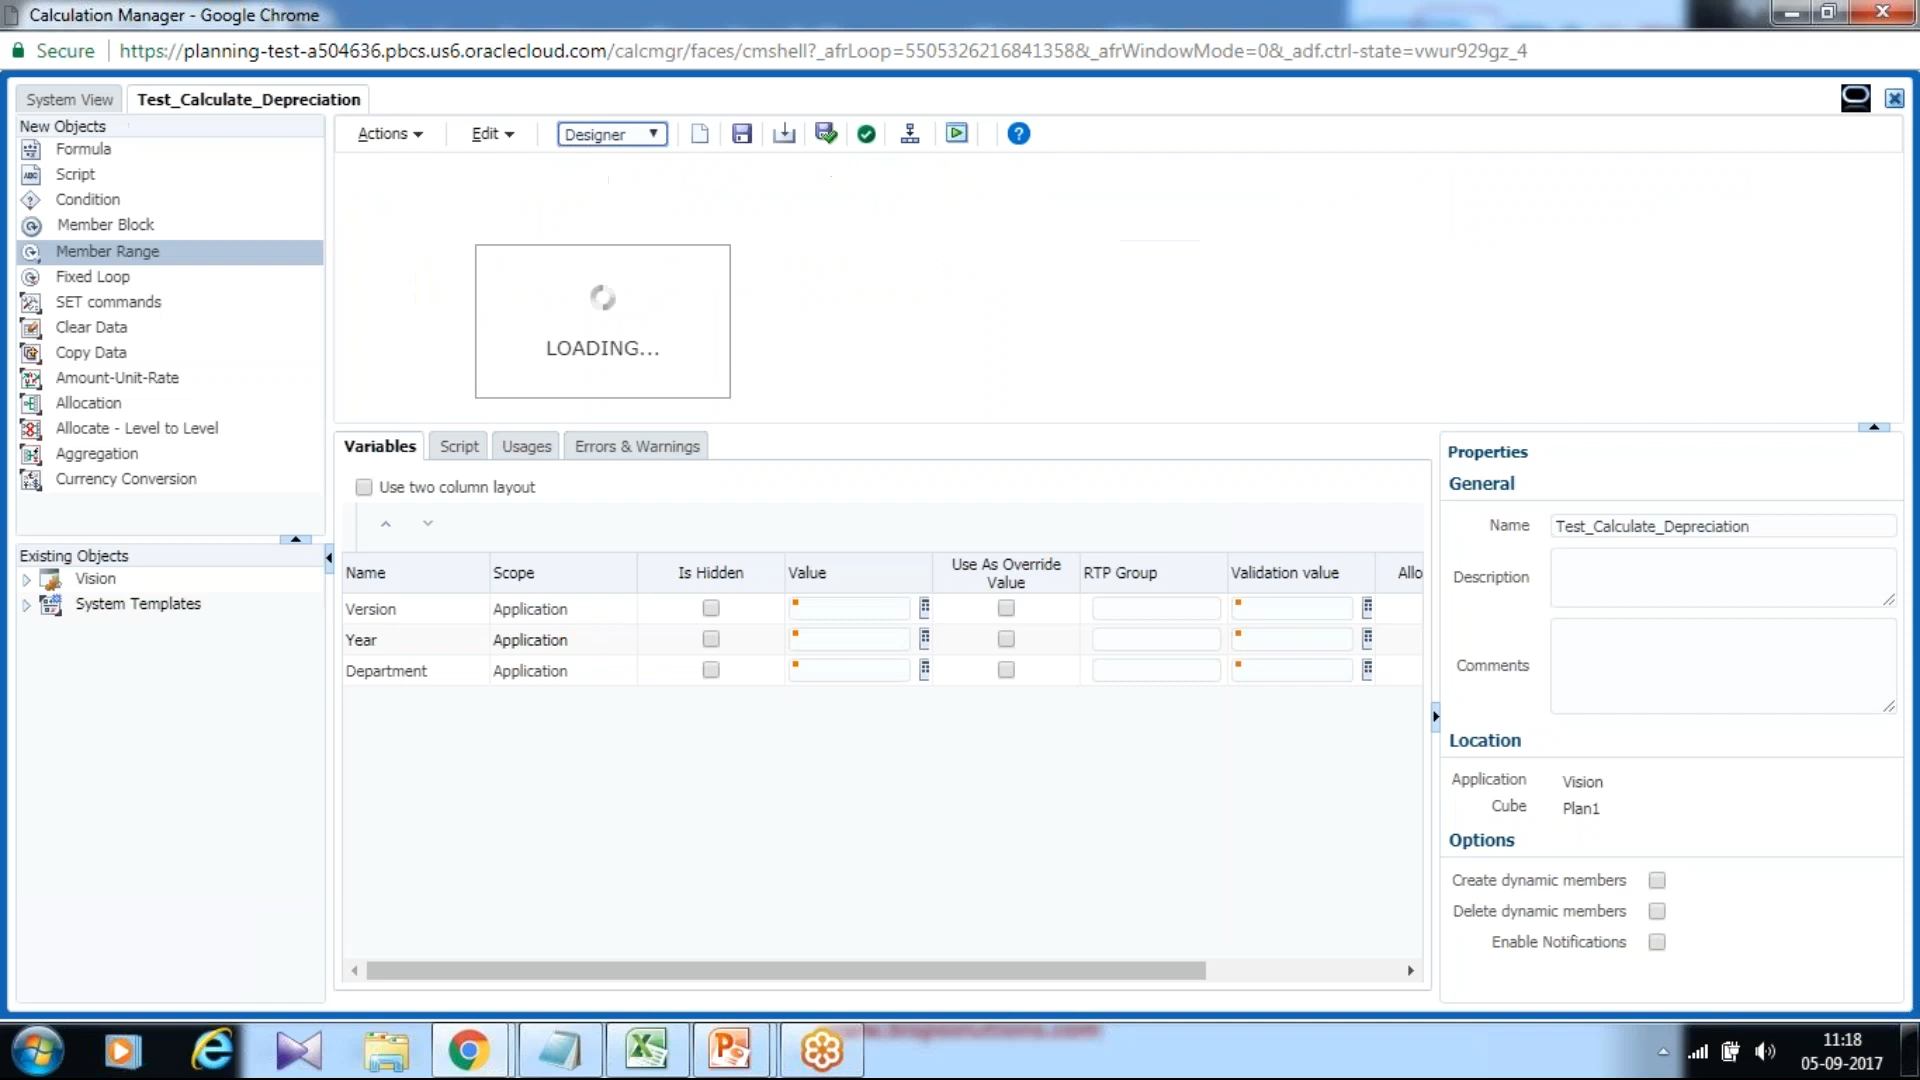 Calculation Manager - Google Chrome
Secure https://planning-test-a504636.pbcs.us6.oraclecloud.com/calcmgr/faces/cmshell?_afrLoop=5505326216841358&_afrWindowMode=0&_adf.ctrl-state=vwur929gz_4
System View Test_Calculate_Depreciation
New Objects
Formula
Script
Condition
Member Block
Member Range
Fixed Loop
SET commands
Clear Data
Copy Data
Amount-Unit-Rate
Allocation
Allocate - Level to Level
Aggregation
Currency Conversion
Existing Objects
Vision
System Templates
Actions Edit Designer
LOADING...
Variables Script Usages Errors & Warnings
Use two column layout
Name Scope Is Hidden Value Use As Override Value RTP Group Validation value Allo
Version Application
Year Application
Department Application
Properties
General
Name Test_Calculate_Depreciation
Description
Comments
Location
Application Vision
Cube Plan1
Options
Create dynamic members
Delete dynamic members
Enable Notifications
11:18
05-09-2017